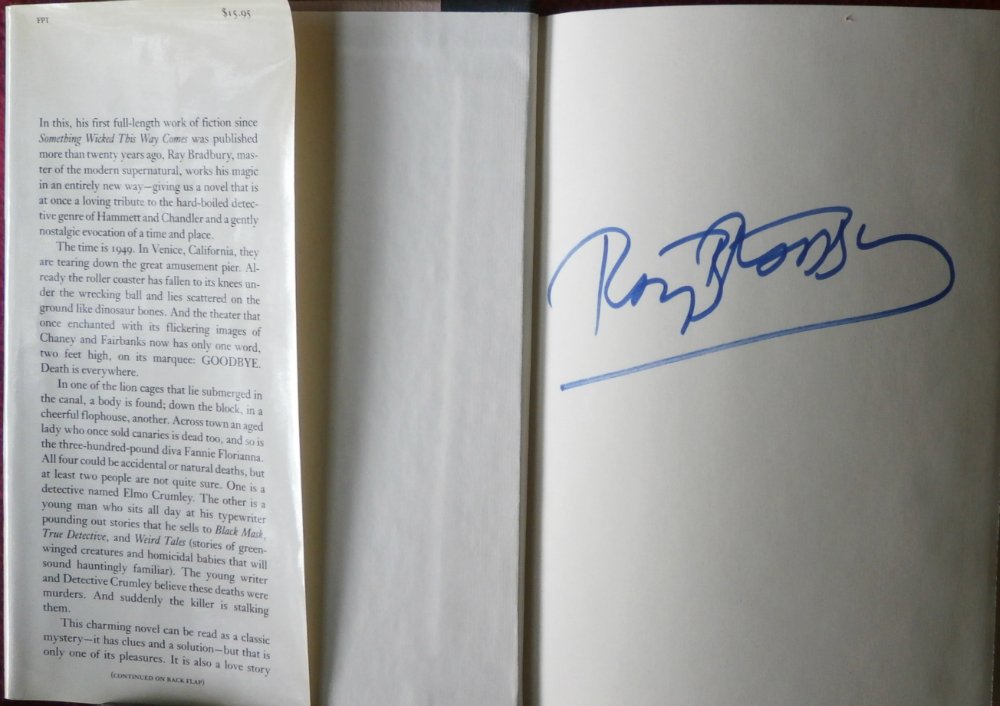 FPT
$15.95
In this, his first full-length work of fiction since
Something Wicked This Way Comes was published
more than twenty years ago, Ray Bradbury, mas-
ter of the modern supernatural, works his magic
in an entirely new way—giving us a novel that is
at once a loving tribute to the hard-boiled detec-
tive genre of Hammett and Chandler and a gently
nostalgic evocation of a time and place.
The time is 1949. In Venice, California, they
are tearing down the great amusement pier. Al-
ready the roller coaster has fallen to its knees un-
der the wrecking ball and lies scattered on the
ground like dinosaur bones. And the theater that
once enchanted with its flickering images of
Chaney and Fairbanks now has only one word,
two feet high, on its marquee: GOODBYE.
Death is everywhere.
In one of the lion cages that lie submerged in
the canal, a body is found; down the block, in a
cheerful flophouse, another. Across town an aged
lady who once sold canaries is dead too, and so is
the three-hundred-pound diva Fannie Florianna.
All four could be accidental or natural deaths, but
at least two people are not quite sure. One is a
detective named Elmo Crumley. The other is a
young man who sits all day at his typewriter
pounding out stories that he sells to Black Mask,
True Detective, and Weird Tales (stories of green-
winged creatures and homicidal babies that will
sound hauntingly familiar). The young writer
and Detective Crumley believe these deaths were
murders. And suddenly the killer is stalking
them.
This charming novel can be read as a classic
mystery—it has clues and a solution—but that is
only one of its pleasures. It is also a love story
(CONTINUED ON BACK FLAP)
Ray Bradbury